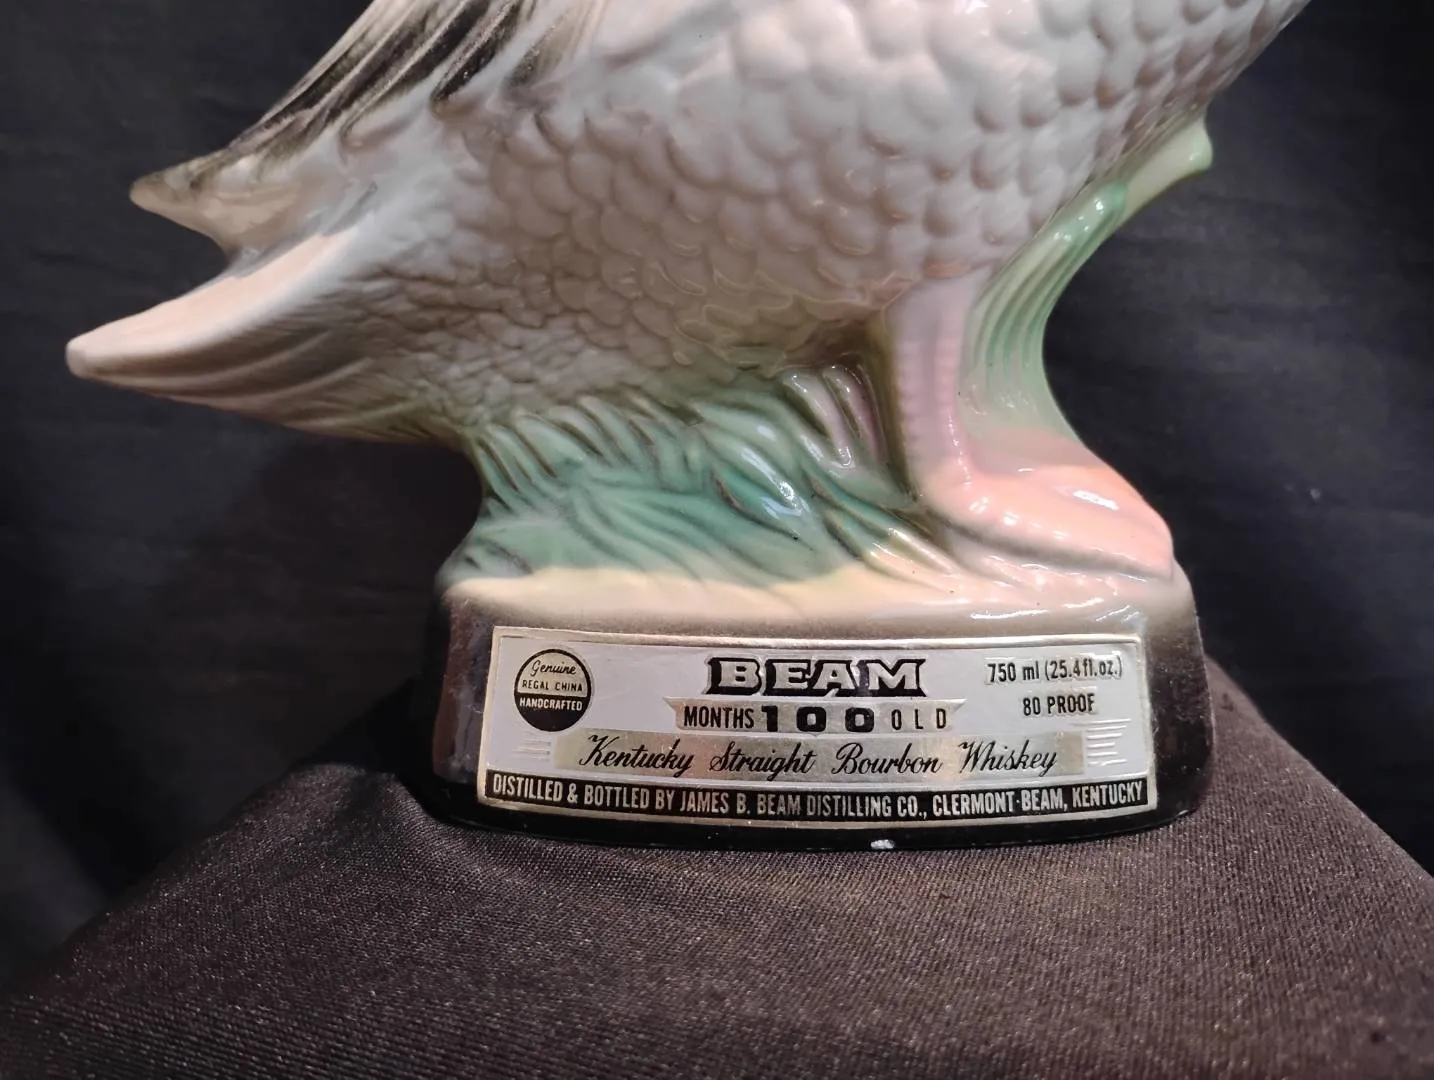 Genuine
REGAL CHINA
HANDCRAFTED
BEAM
MONTHS 100 OLD
750 ml (25.4 fl.oz.)
80 PROOF
Kentucky Straight Bourbon Whiskey
DISTILLED & BOTTLED BY JAMES B. BEAM DISTILLING CO., CLERMONT-BEAM, KENTUCKY